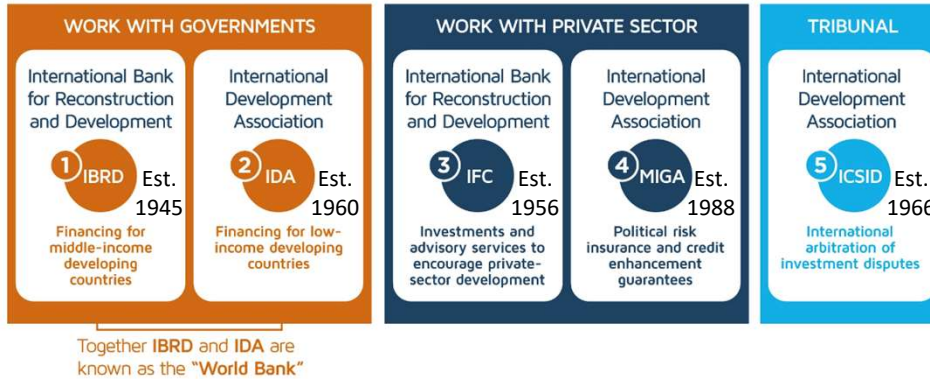 WORK WITH GOVERNMENTS
International Bank
for Reconstruction
and Development
1 IBRD Est.
1945
Financing for
middle-income
developing
countries
International
Development
Association
2 IDA Est.
1960
Financing for low-
income developing
countries
Together IBRD and IDA are
known as the "World Bank"
WORK WITH PRIVATE SECTOR
International Bank
for Reconstruction
and Development
3 IFC Est.
1956
Investments and
advisory services to
encourage private-
sector development
International
Development
Association
4 MIGA Est.
1988
Political risk
insurance and credit
enhancement
guarantees
TRIBUNAL
International
Development
Association
5 ICSID Est.
1966
International
arbitration of
investment disputes